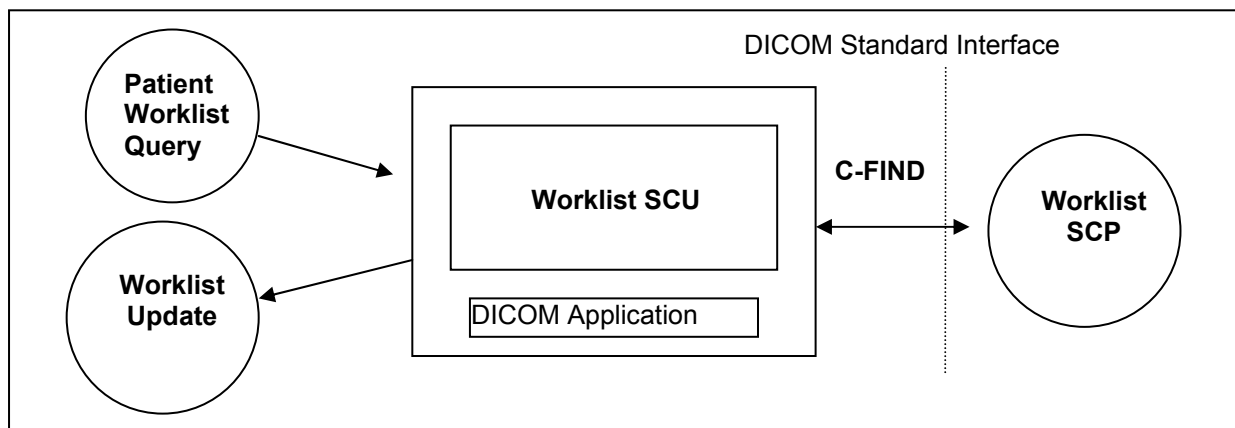 DICOM Standard Interface
Patient
Worklist
Query
Worklist SCU
C-FIND
Worklist
SCP
Worklist
Update
DICOM Application